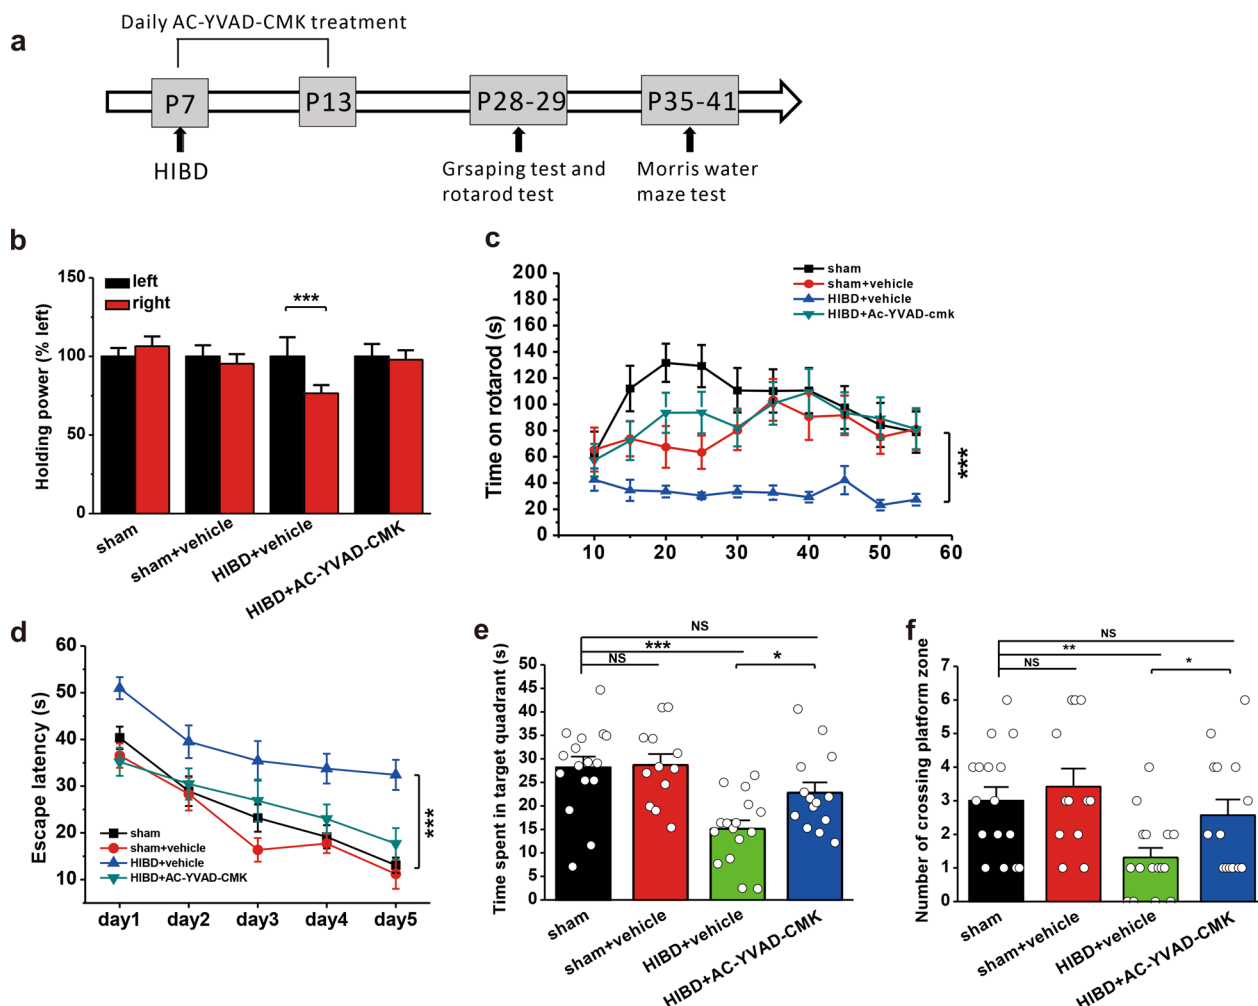 a
Daily AC-YVAD-CMK treatment
P7
P13
P28-29
P35-41
HIBD
Grsaping test and
rotarod test
Morris water
maze test
b
Holding power (% left)
150
100
50
0
left
right
***
sham
sham+vehicle
HIBD+vehicle
HIBD+AC-YVAD-CMK
c
Time on rotarod (s)
200
180
160
140
120
100
80
60
40
20
0
10
20
30
40
50
60
sham
sham+vehicle
HIBD+vehicle
HIBD+Ac-YVAD-cmk
***
d
Escape latency (s)
60
50
40
30
20
10
sham
sham+vehicle
HIBD+vehicle
HIBD+AC-YVAD-CMK
***
day1
day2
day3
day4
day5
e
Time spent in target quadrant (s)
NS
***
NS
*
50
45
40
35
30
25
20
15
10
5
0
sham
sham+vehicle
HIBD+vehicle
HIBD+AC-YVAD-CMK
f
Number of crossing platform zone
NS
**
NS
*
7
6
5
4
3
2
1
0
sham
sham+vehicle
HIBD+vehicle
HIBD+AC-YVAD-CMK